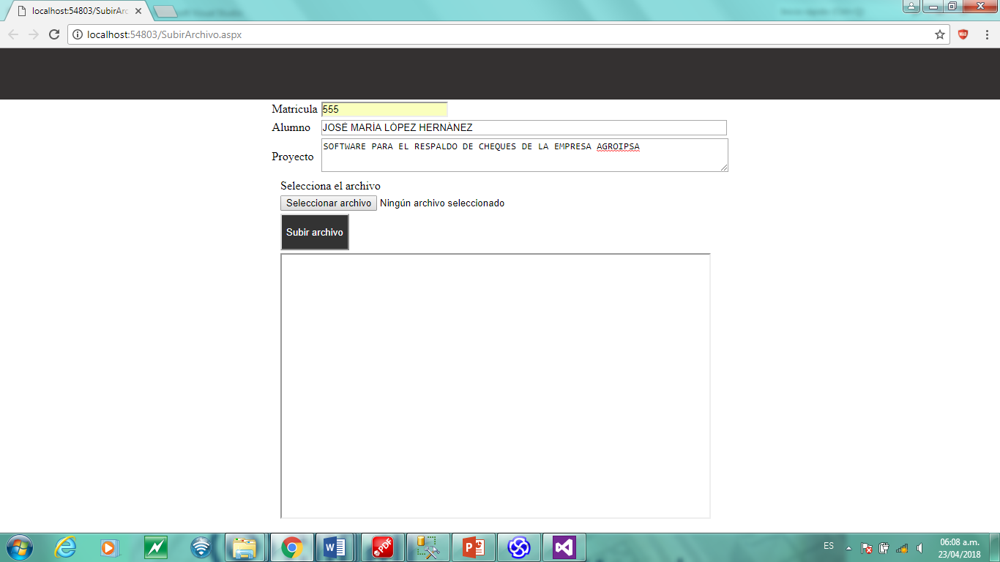 localhost:54803/SubirArc
localhost:54803/SubirArchivo.aspx
Matricula 555
Alumno JOSÉ MARÍA LÓPEZ HERNÁNEZ
Proyecto SOFTWARE PARA EL RESPALDO DE CHEQUES DE LA EMPRESA AGROIPSA
Selecciona el archivo
Seleccionar archivo Ningún archivo seleccionado
Subir archivo
ES
06:08 a.m.
23/04/2018